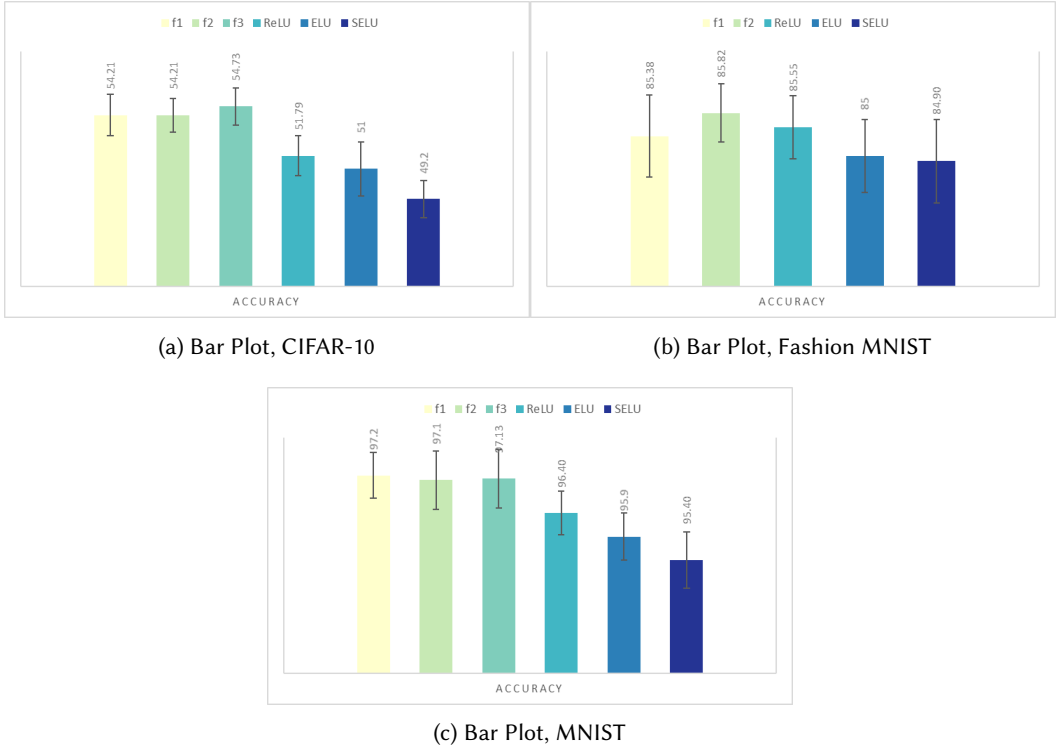 f1 f2 f3 ReLU ELU SELU
54.21
54.21
54.73
51.79
51
49.2
ACCURACY
(a) Bar Plot, CIFAR-10
f1 f2 ReLU ELU SELU
85.38
85.82
85.55
85
84.90
ACCURACY
(b) Bar Plot, Fashion MNIST
f1 f2 f3 ReLU ELU SELU
97.2
97.1
97.13
96.40
95.9
95.40
ACCURACY
(c) Bar Plot, MNIST